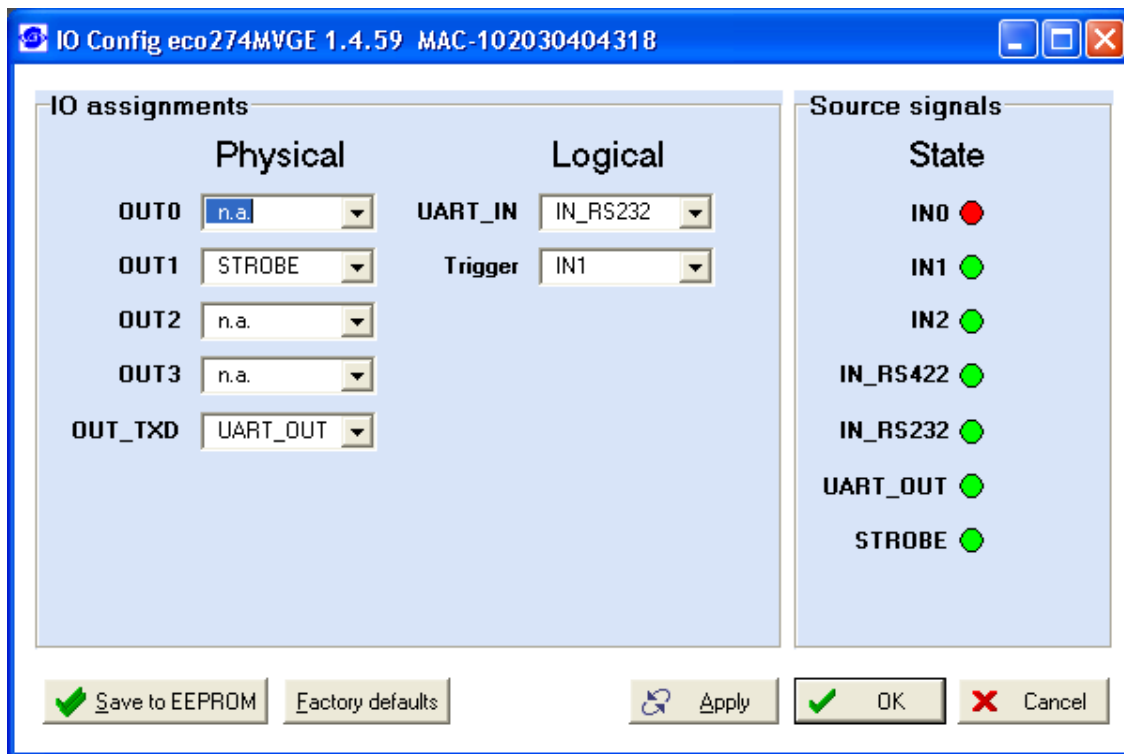 IO Config eco274MVGE 1.4.59 MAC-102030404318
IO assignments
Physical
Logical
OUT0 n.a.
UART_IN IN_RS232
OUT1 STROBE
Trigger IN1
OUT2 n.a.
OUT3 n.a.
OUT_TXD UART_OUT
Source signals
State
IN0
IN1
IN2
IN_RS422
IN_RS232
UART_OUT
STROBE
Save to EEPROM
Factory defaults
Apply
OK
Cancel